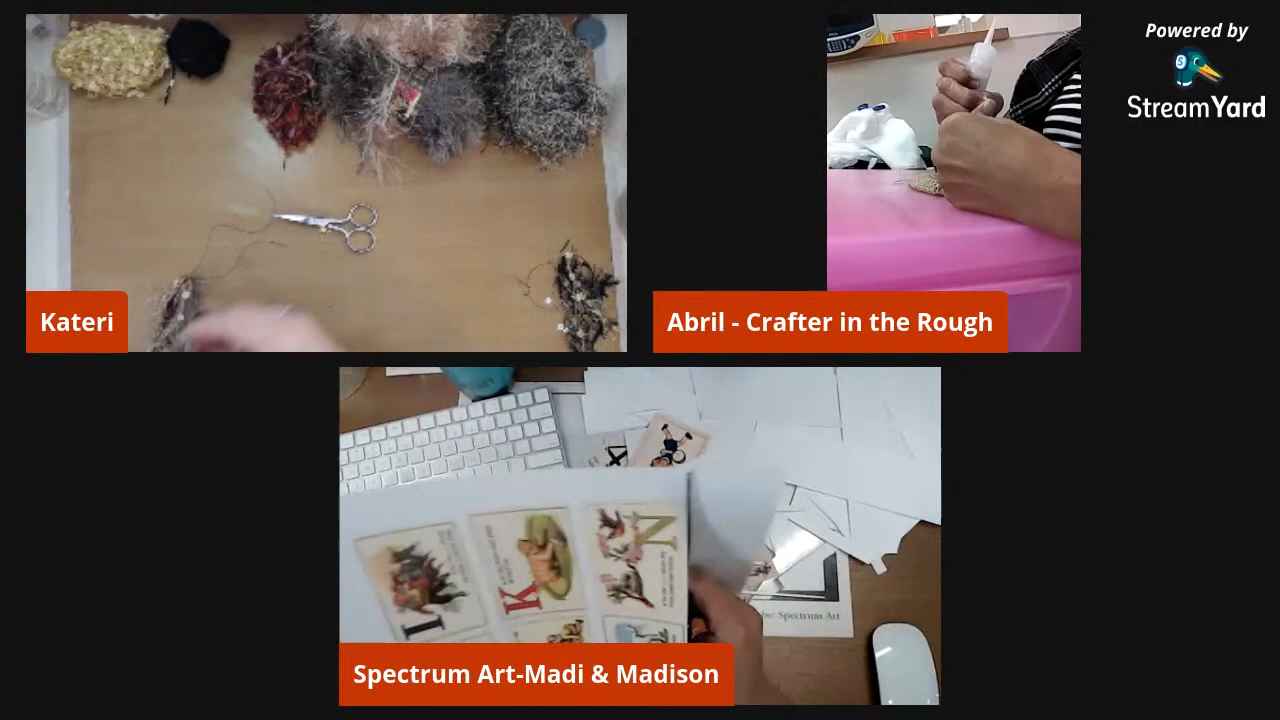 Powered by
StreamYard
Kateri
Abril - Crafter in the Rough
I
K
N
Spectrum Art
Spectrum Art-Madi & Madison